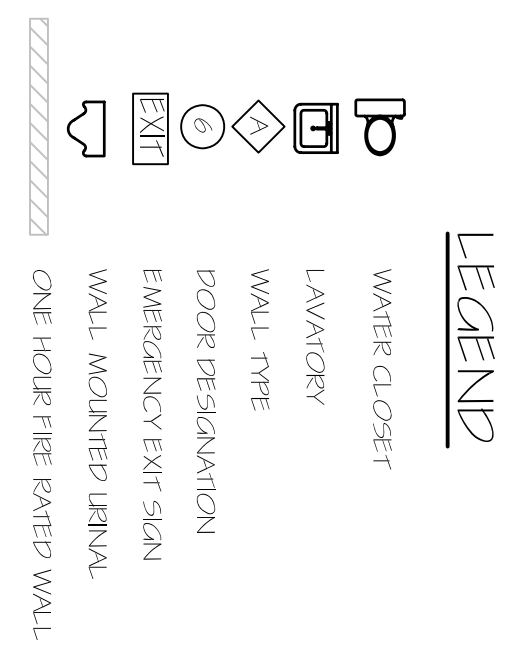 LEGEND
WATER CLOSET
LAVATORY
A WALL TYPE
6 DOOR DESIGNATION
EXIT EMERGENCY EXIT SIGN
WALL MOUNTED URINAL
ONE HOUR FIRE RATED WALL